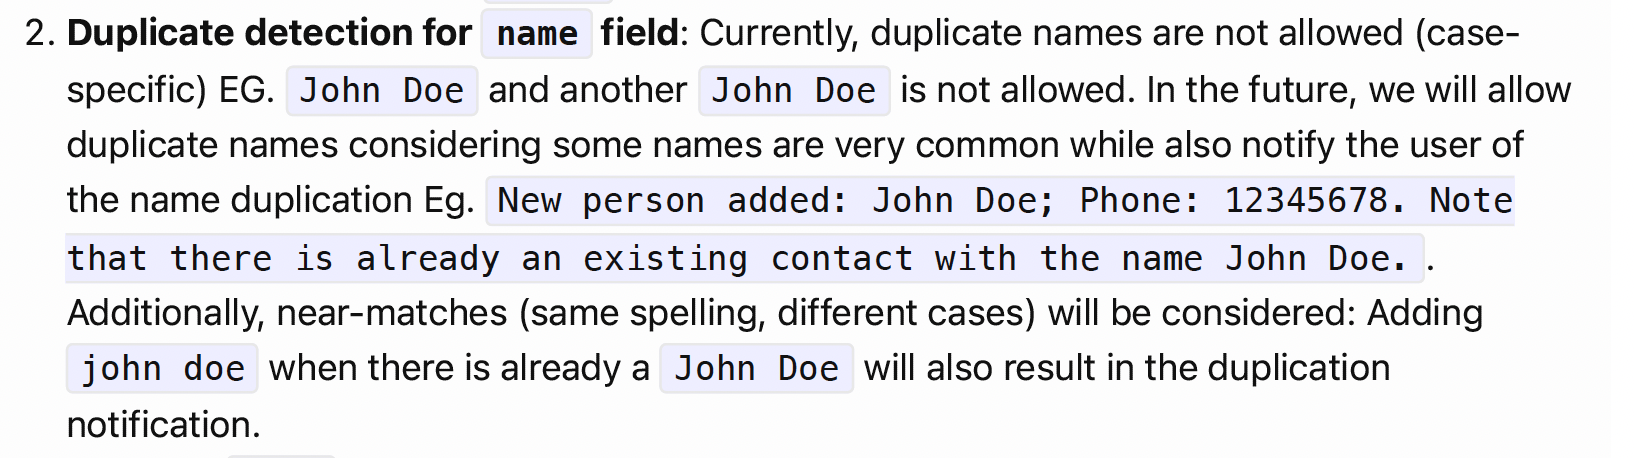 2. Duplicate detection for name field: Currently, duplicate names are not allowed (case-
specific) EG. John Doe and another John Doe is not allowed. In the future, we will allow
duplicate names considering some names are very common while also notify the user of
the name duplication Eg. New person added: John Doe; Phone: 12345678. Note
that there is already an existing contact with the name John Doe. .
Additionally, near-matches (same spelling, different cases) will be considered: Adding
john doe when there is already a John Doe will also result in the duplication
notification.